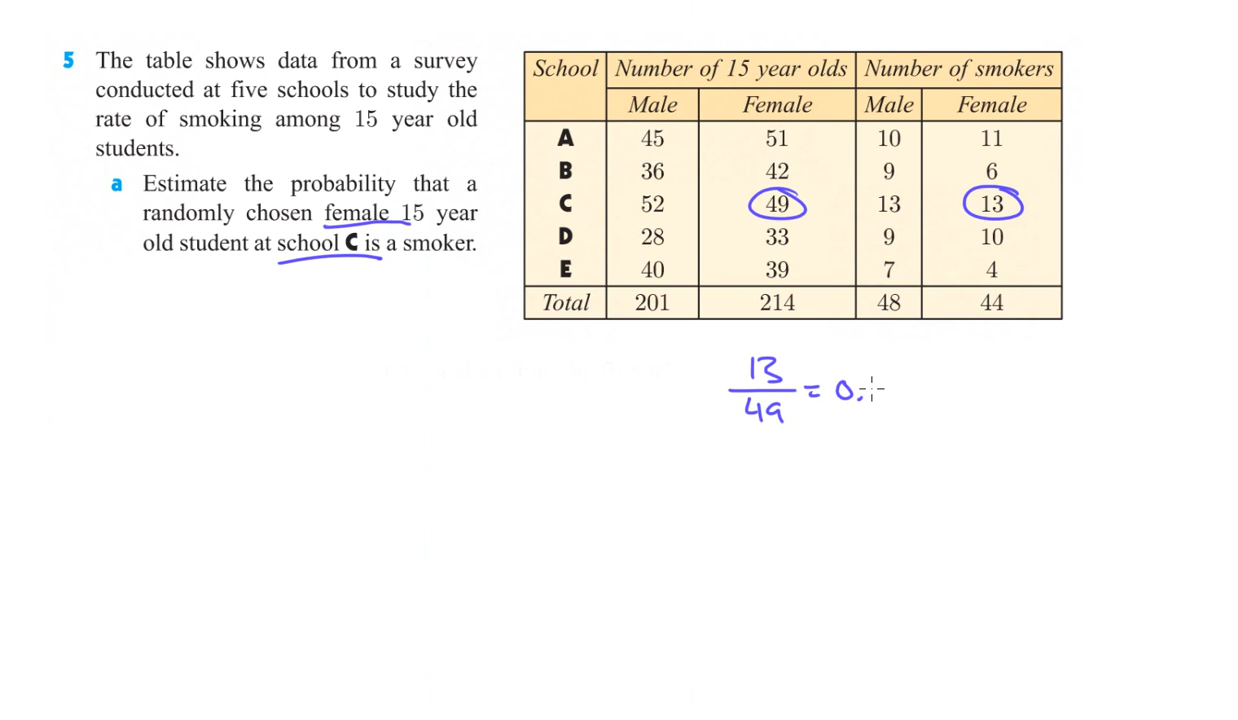 5 The table shows data from a survey
conducted at five schools to study the
rate of smoking among 15 year old
students.
a Estimate the probability that a
randomly chosen female 15 year
old student at school C is a smoker.
School Number of 15 year olds Number of smokers
Male Female Male Female
A 45 51 10 11
B 36 42 9 6
C 52 49 13 13
D 28 33 9 10
E 40 39 7 4
Total 201 214 48 44
13
49
= 0.